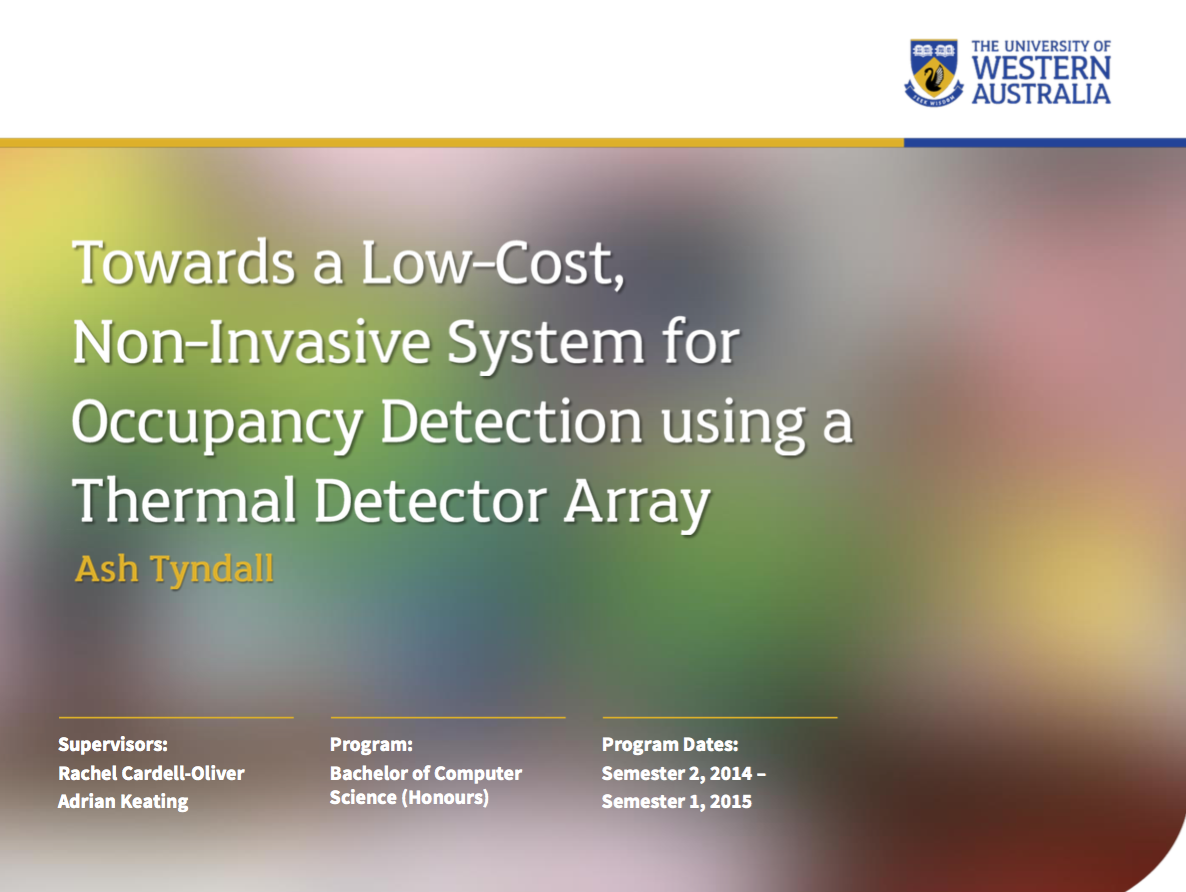 THE UNIVERSITY OF
WESTERN
AUSTRALIA
SEEK WISDOM
Towards a Low-Cost,
Non-Invasive System for
Occupancy Detection using a
Thermal Detector Array
Ash Tyndall
Supervisors:
Rachel Cardell-Oliver
Adrian Keating
Program:
Bachelor of Computer
Science (Honours)
Program Dates:
Semester 2, 2014 –
Semester 1, 2015